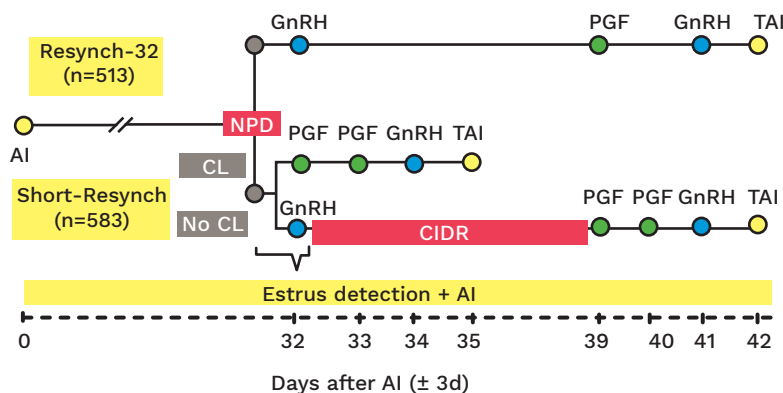 GnRH PGF GnRH TAI
Resynch-32
(n=513)
NPD
AI
PGF PGF GnRH TAI
CL
Short-Resynch
(n=583)
No CL
GnRH
PGF PGF GnRH TAI
CIDR
Estrus detection + AI
0 32 33 34 35 39 40 41 42
Days after AI (± 3d)